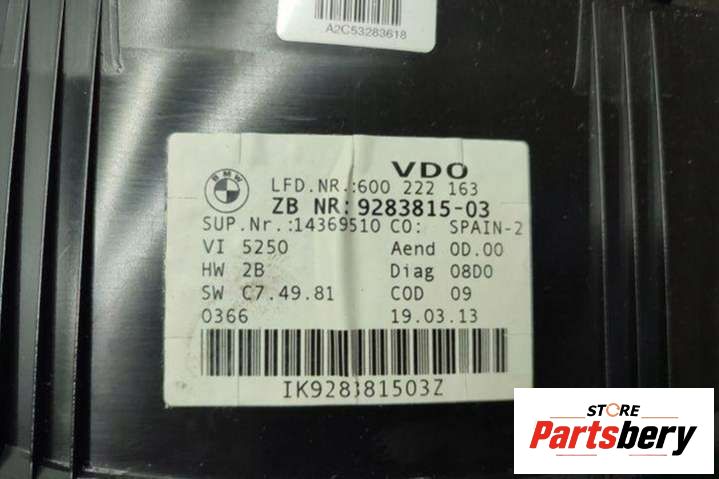 A2C53283618
BMW
VDO
LFD.NR.:600 222 163
ZB NR: 9283815-03
SUP.Nr.:14369510 CO: SPAIN-2
VI 5250 Aend 0D.00
HW 2B Diag 08D0
SW C7.49.81 COD 09
0366 19.03.13
IK928381503Z
STORE
Partsbery